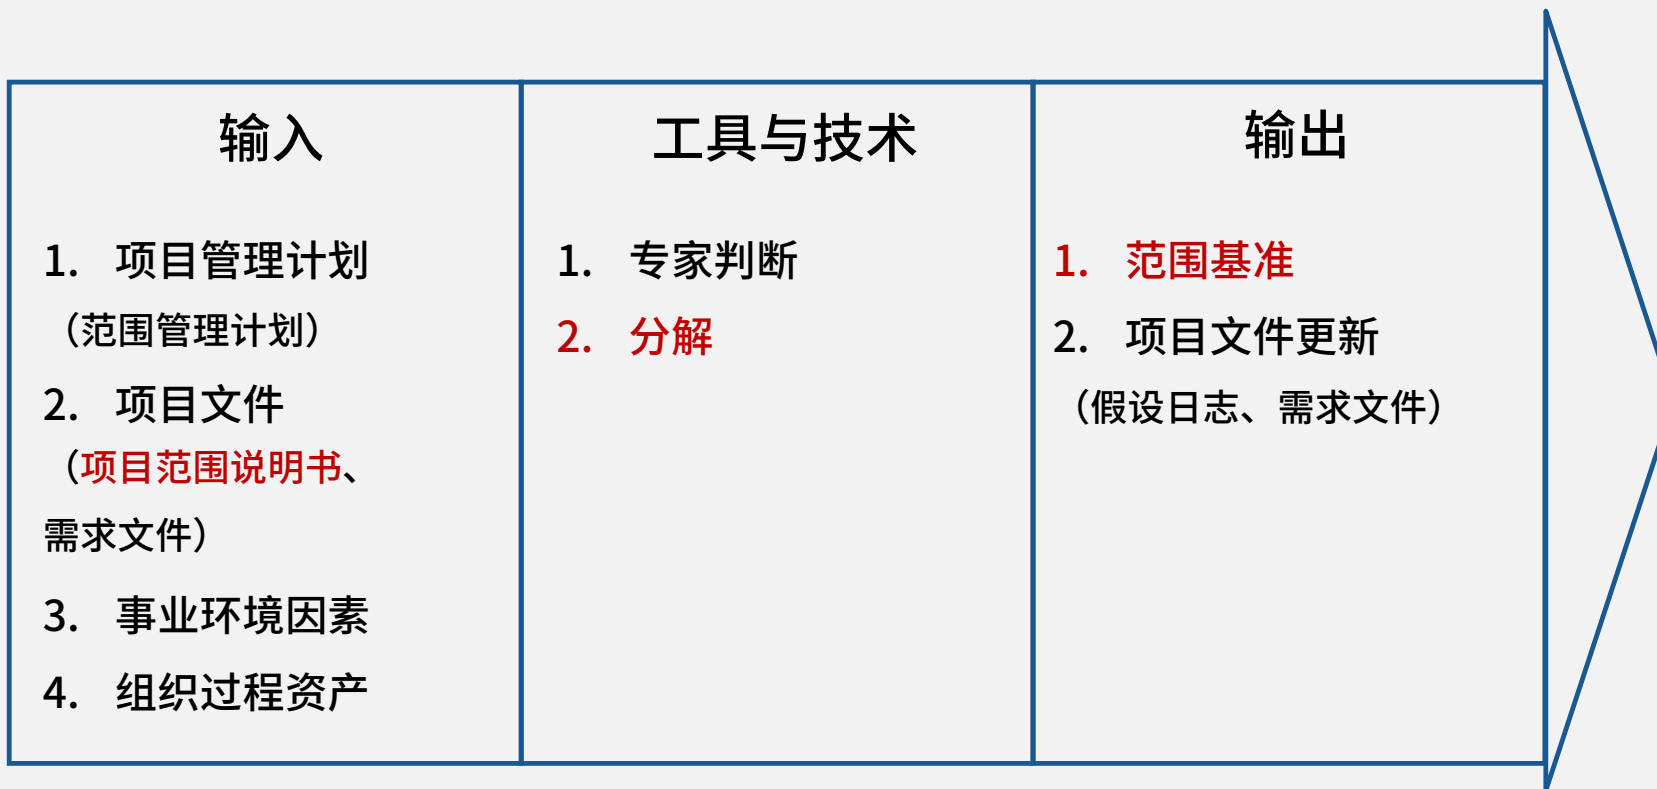 输入
1. 项目管理计划
（范围管理计划）
2. 项目文件
（项目范围说明书、
需求文件）
3. 事业环境因素
4. 组织过程资产
工具与技术
1. 专家判断
2. 分解
输出
1. 范围基准
2. 项目文件更新
（假设日志、需求文件）